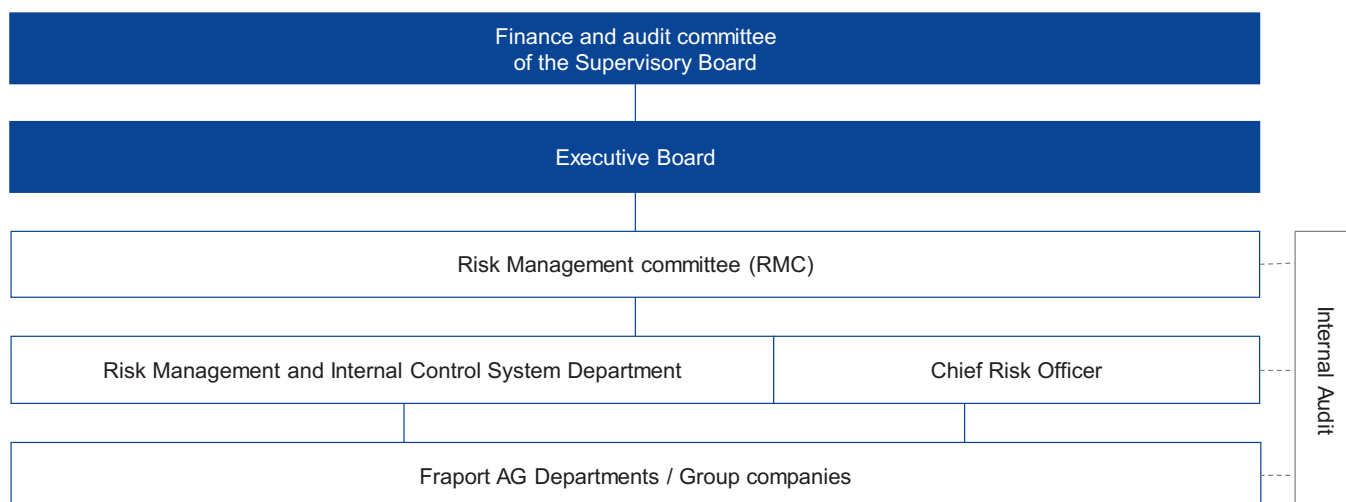 Finance and audit committee
of the Supervisory Board
Executive Board
Risk Management committee (RMC)
Risk Management and Internal Control System Department
Chief Risk Officer
Fraport AG Departments / Group companies
Internal Audit